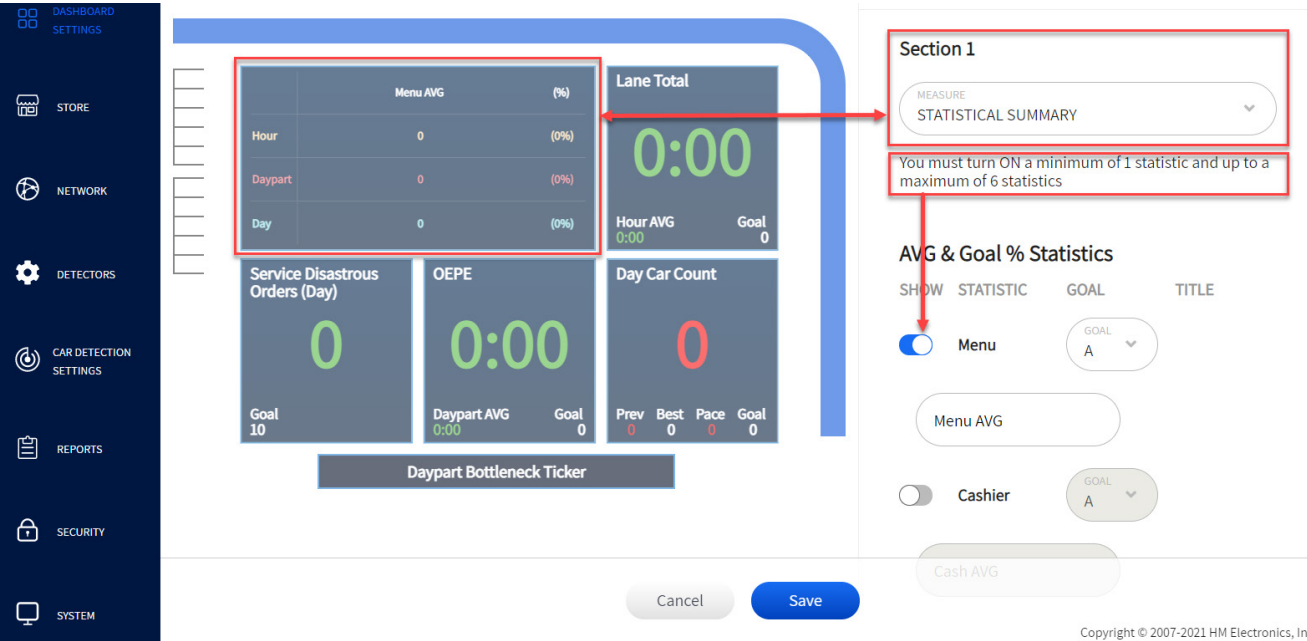 DASHBOARD
SETTINGS
STORE
NETWORK
DETECTORS
CAR DETECTION
SETTINGS
REPORTS
SECURITY
SYSTEM
Menu AVG (%)
Hour 0 (0%)
Daypart 0 (0%)
Day 0 (0%)
Lane Total
0:00
Hour AVG Goal
0:00 0
Service Disastrous
Orders (Day)
0
Goal
10
OEPE
0:00
Daypart AVG Goal
0:00 0
Day Car Count
0
Prev Best Pace Goal
0 0 0 0
Daypart Bottleneck Ticker
Section 1
MEASURE
STATISTICAL SUMMARY
You must turn ON a minimum of 1 statistic and up to a
maximum of 6 statistics
AVG & Goal % Statistics
SHOW STATISTIC GOAL TITLE
Menu
GOAL
A
Menu AVG
Cashier
GOAL
A
Cash AVG
Cancel Save
Copyright © 2007-2021 HM Electronics, In